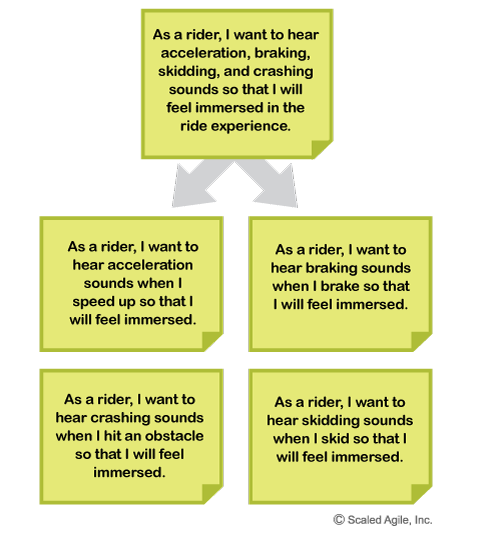 As a rider, I want to hear
acceleration, braking,
skidding, and crashing
sounds so that I will
feel immersed in the
ride experience.
As a rider, I want to
hear acceleration
sounds when I
speed up so that I
will feel immersed.
As a rider, I want to
hear braking sounds
when I brake so that
I will feel immersed.
As a rider, I want to
hear crashing sounds
when I hit an obstacle
so that I will feel
immersed.
As a rider, I want to
hear skidding sounds
when I skid so that I
will feel immersed.
© Scaled Agile, Inc.